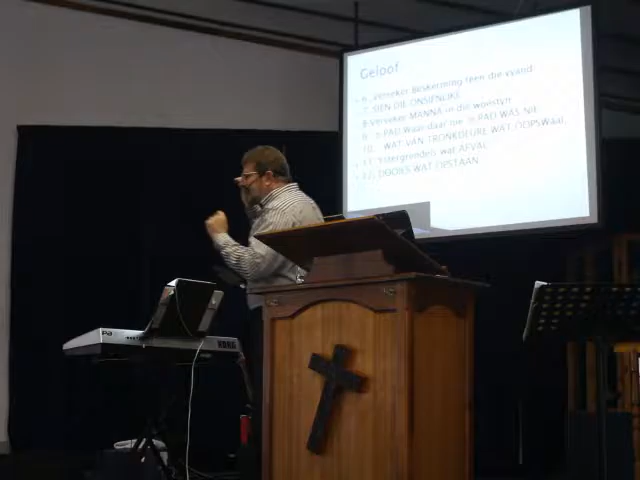 Geloof
6. Verseker Beskerming teen die vyand
7. SIEN DIE ONSIENLIKE
8 Verseker MANNA in die woestyn
9. 'n PAD Waar daar nie 'n PAD WAS NIE.
10. WAT VAN TRONKDEURE WAT OOPSWaai.
11. Ystergrendels wat AFVAL
12. DOOIES WAT OPSTAAN
KORG